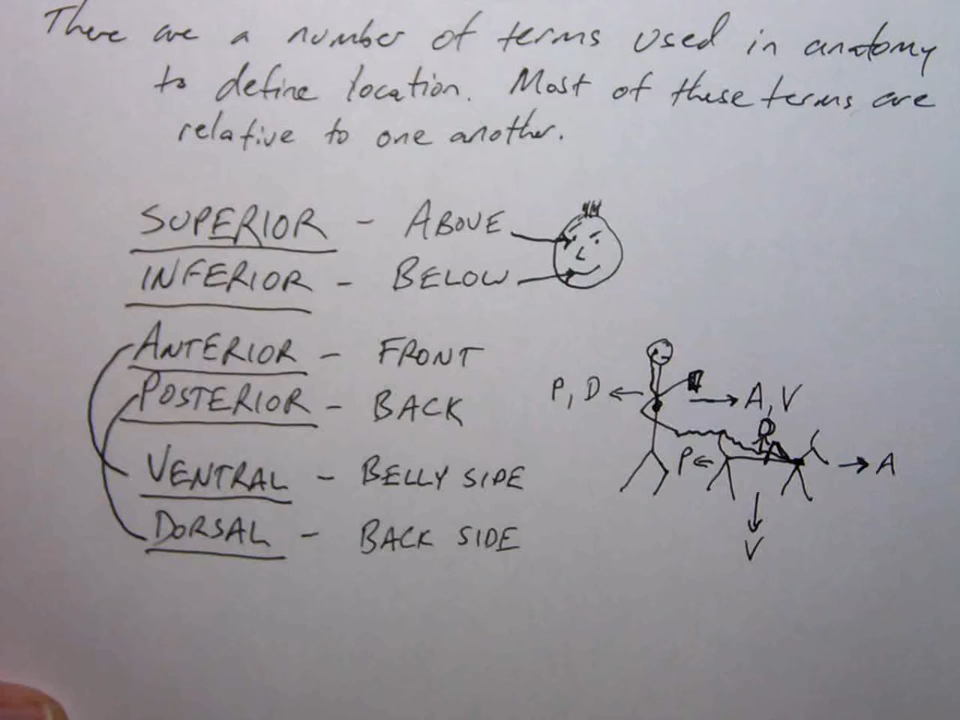 There are a number of terms used in anatomy
to define location. Most of these terms are
relative to one another.
SUPERIOR - ABOVE
INFERIOR - BELOW
ANTERIOR - FRONT
POSTERIOR - BACK
P, D ← → A, V
VENTRAL - BELLY SIDE
P← → A
DORSAL - BACK SIDE
V